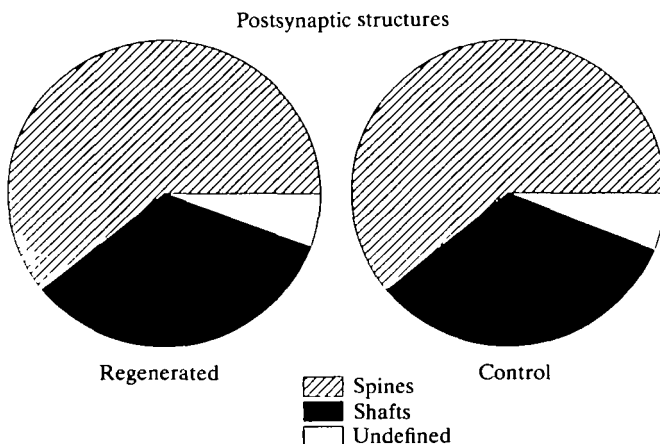 Postsynaptic structures
Regenerated
Control
Spines
Shafts
Undefined